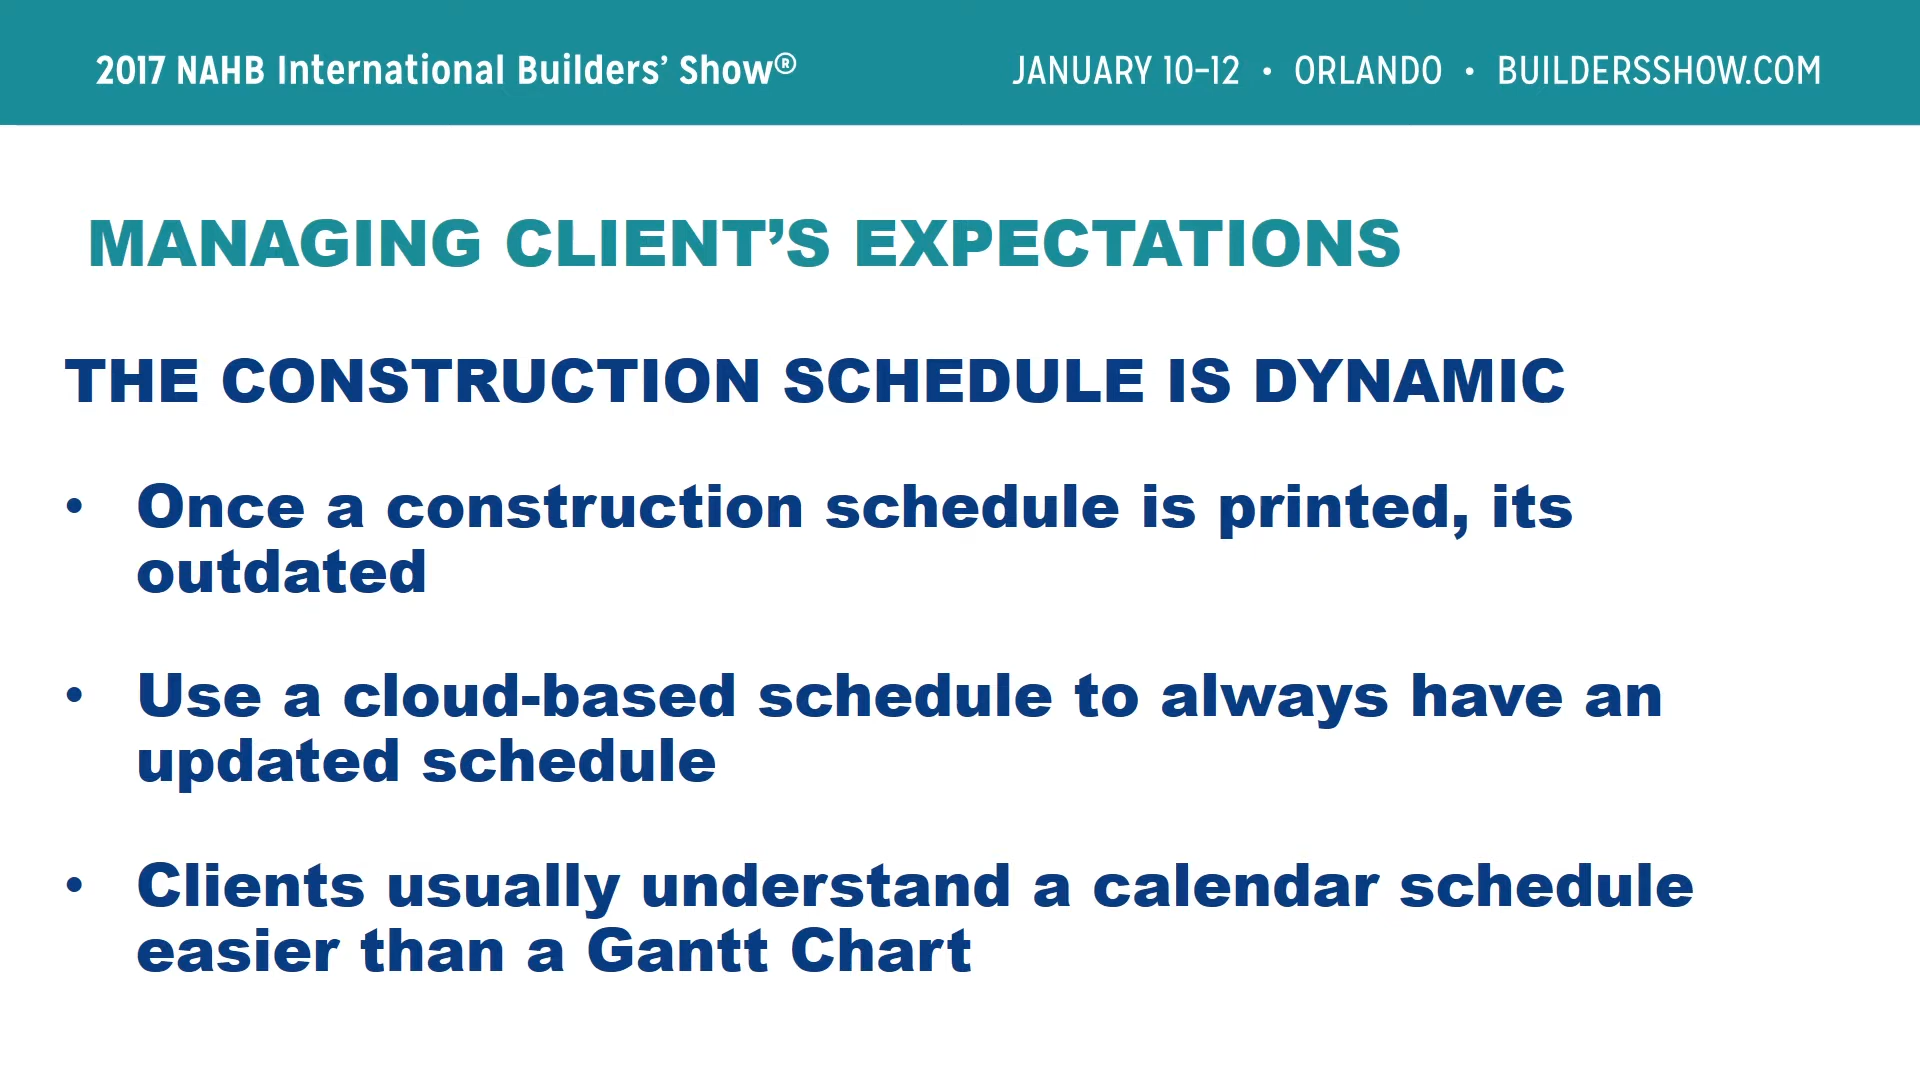 2017 NAHB International Builders’ Show®
JANUARY 10–12 • ORLANDO • BUILDERSSHOW.COM
MANAGING CLIENT’S EXPECTATIONS
THE CONSTRUCTION SCHEDULE IS DYNAMIC
• Once a construction schedule is printed, its
outdated
• Use a cloud-based schedule to always have an
updated schedule
• Clients usually understand a calendar schedule
easier than a Gantt Chart